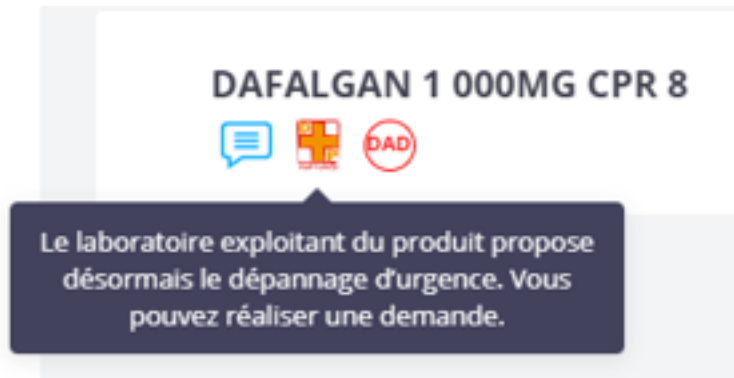 DAFALGAN 1 000MG CPR 8
DAD
Le laboratoire exploitant du produit propose
désormais le dépannage d'urgence. Vous
pouvez réaliser une demande.